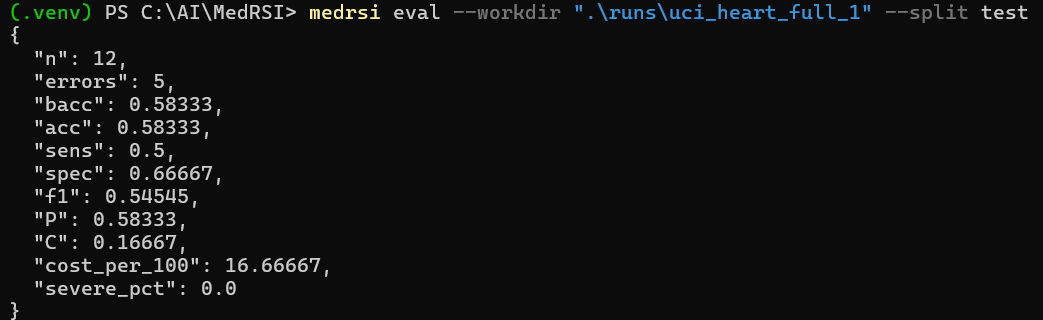 (.venv) PS C:\AI\MedRSI> medrsi eval --workdir ".\runs\uci_heart_full_1" --split test
{
  "n": 12,
  "errors": 5,
  "bacc": 0.58333,
  "acc": 0.58333,
  "sens": 0.5,
  "spec": 0.66667,
  "f1": 0.54545,
  "P": 0.58333,
  "C": 0.16667,
  "cost_per_100": 16.66667,
  "severe_pct": 0.0
}